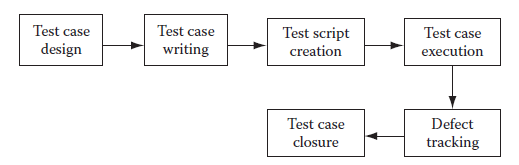 Test case
design
Test case
writing
Test script
creation
Test case
execution
Defect
tracking
Test case
closure